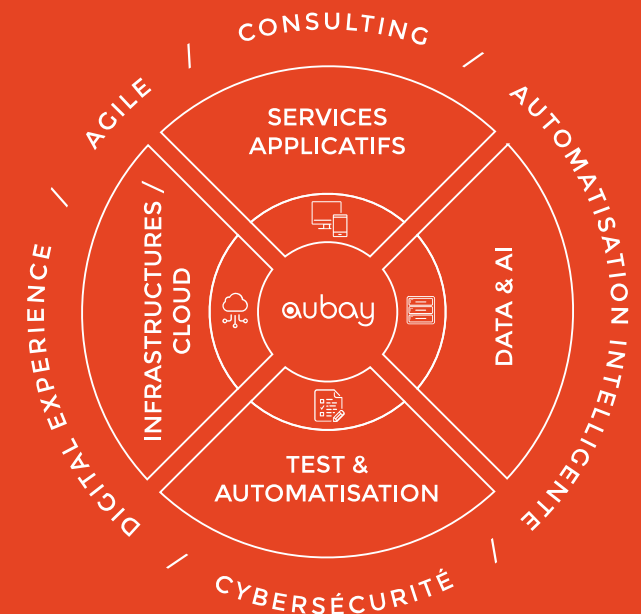 CONSULTING
/
AUTOMATISATION INTELLIGENTE
/
CYBERSÉCURITÉ
/
DIGITAL EXPERIENCE
/
AGILE
/
SERVICES
APPLICATIFS
DATA & AI
TEST &
AUTOMATISATION
INFRASTRUCTURES /
CLOUD
aubay